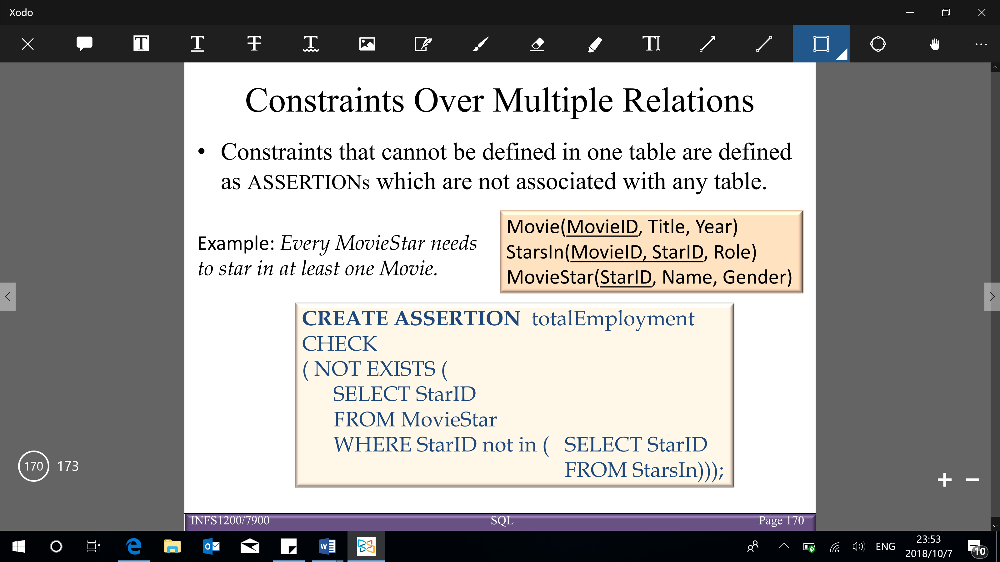 Xodo
Constraints Over Multiple Relations
• Constraints that cannot be defined in one table are defined
as ASSERTIONs which are not associated with any table.
Example: Every MovieStar needs
to star in at least one Movie.
Movie(MovieID, Title, Year)
StarsIn(MovieID, StarID, Role)
MovieStar(StarID, Name, Gender)
CREATE ASSERTION totalEmployment
CHECK
( NOT EXISTS (
SELECT StarID
FROM MovieStar
WHERE StarID not in ( SELECT StarID
FROM StarsIn)));
170 173
INFS1200/7900 SQL Page 170
ENG
23:53
2018/10/7
10